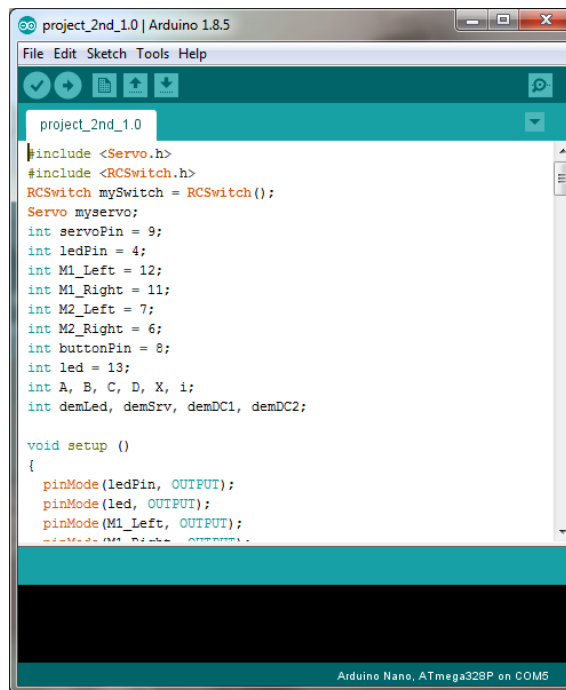 project_2nd_1.0 | Arduino 1.8.5
File Edit Sketch Tools Help
project_2nd_1.0
#include <Servo.h>
#include <RCSwitch.h>
RCSwitch mySwitch = RCSwitch();
Servo myservo;
int servoPin = 9;
int ledPin = 4;
int M1_Left = 12;
int M1_Right = 11;
int M2_Left = 7;
int M2_Right = 6;
int buttonPin = 8;
int led = 13;
int A, B, C, D, X, i;
int demLed, demSrv, demDC1, demDC2;
void setup ()
{
pinMode(ledPin, OUTPUT);
pinMode(led, OUTPUT);
pinMode(M1_Left, OUTPUT);
pinMode(M1_Right, OUTPUT);
Arduino Nano, ATmega328P on COM5